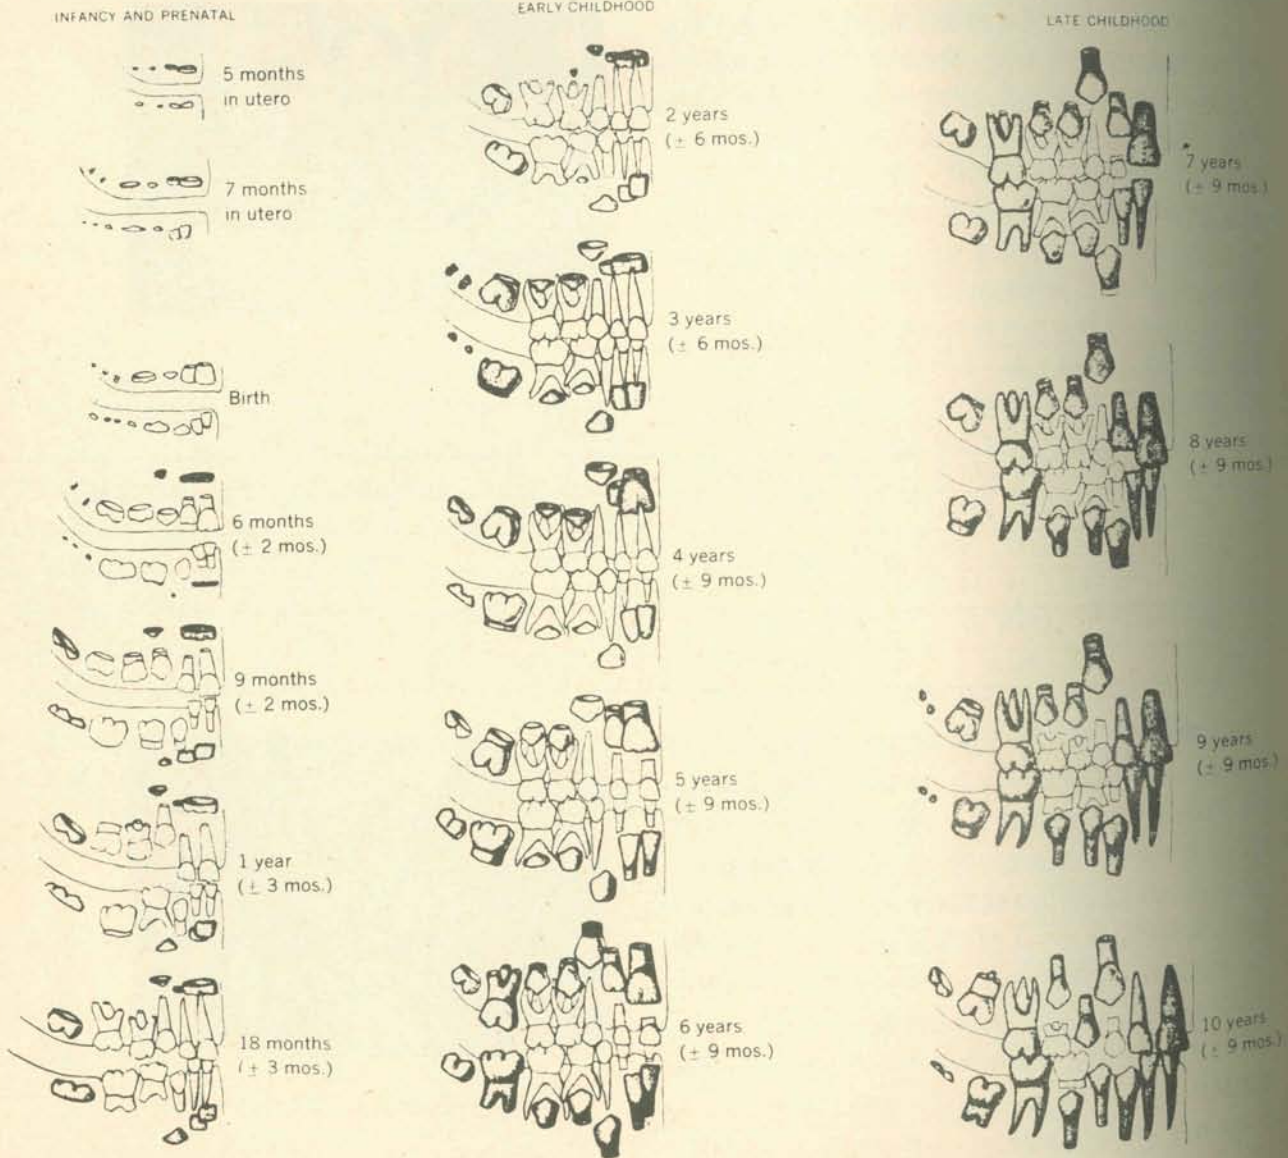 INFANCY AND PRENATAL
5 months
in utero
7 months
in utero
Birth
6 months
(± 2 mos.)
9 months
(± 2 mos.)
1 year
(± 3 mos.)
18 months
(± 3 mos.)
EARLY CHILDHOOD
2 years
(± 6 mos.)
3 years
(± 6 mos.)
4 years
(± 9 mos.)
5 years
(± 9 mos.)
6 years
(± 9 mos.)
LATE CHILDHOOD
7 years
(± 9 mos.)
8 years
(± 9 mos.)
9 years
(± 9 mos.)
10 years
(± 9 mos.)